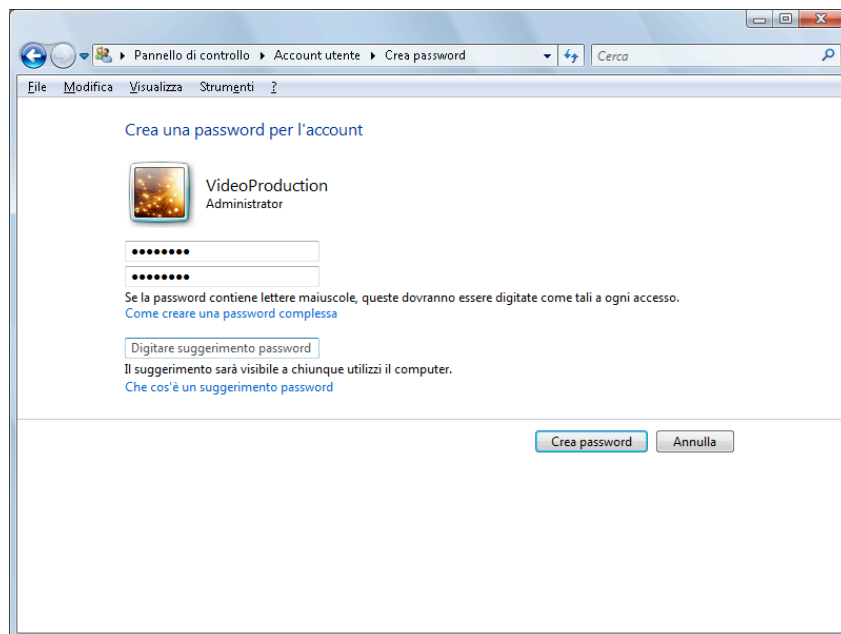 Pannello di controllo Account utente Crea password Cerca
File Modifica Visualizza Strumenti ?
Crea una password per l'account
VideoProduction
Administrator
●●●●●●●●
●●●●●●●●
Se la password contiene lettere maiuscole, queste dovranno essere digitate come tali a ogni accesso.
Come creare una password complessa
Digitare suggerimento password
Il suggerimento sarà visibile a chiunque utilizzi il computer.
Che cos'è un suggerimento password
Crea password Annulla